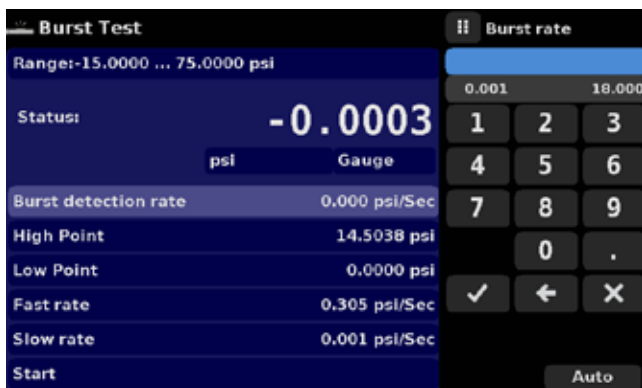 Burst Test
Range:-15.0000 ... 75.0000 psi
Status: -0.0003
psi Gauge
Burst detection rate 0.000 psi/Sec
High Point 14.5038 psi
Low Point 0.0000 psi
Fast rate 0.305 psi/Sec
Slow rate 0.001 psi/Sec
Start
Burst rate
0.001 18.000
1 2 3
4 5 6
7 8 9
0 .
Auto